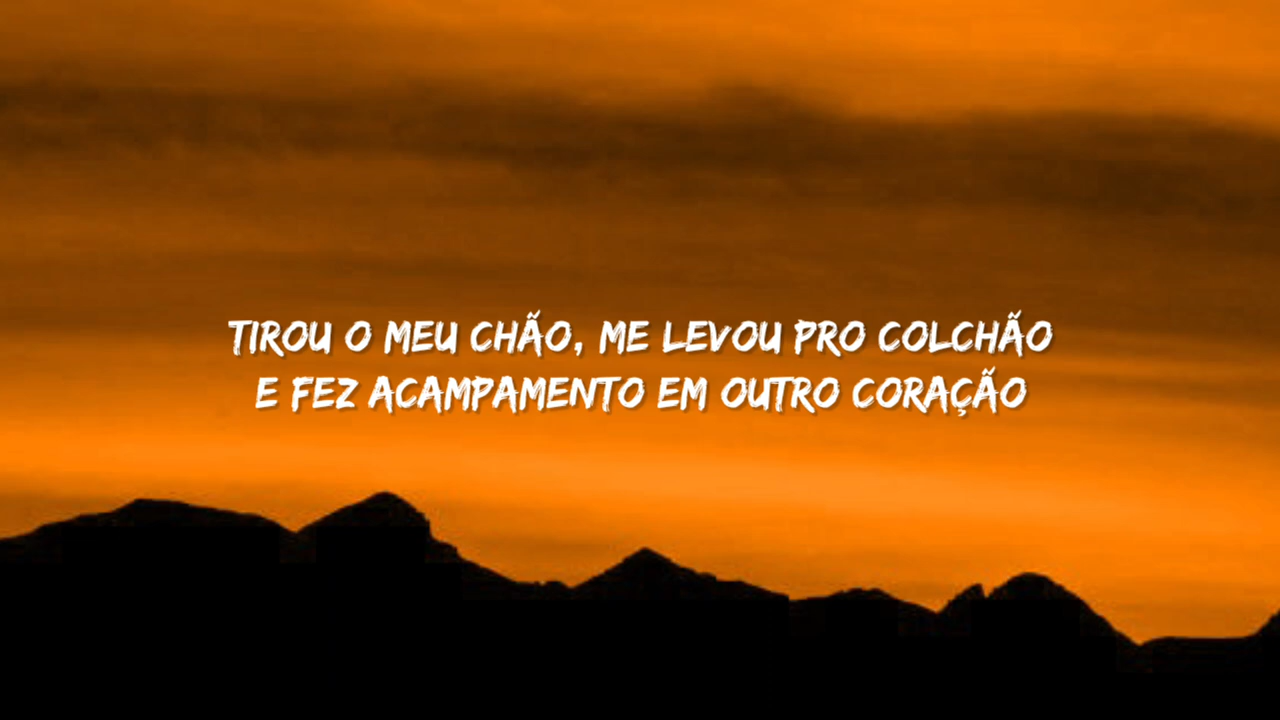 TIROU O MEU CHÃO, ME LEVOU PRO COLCHÃO
E FEZ ACAMPAMENTO EM OUTRO CORAÇÃO